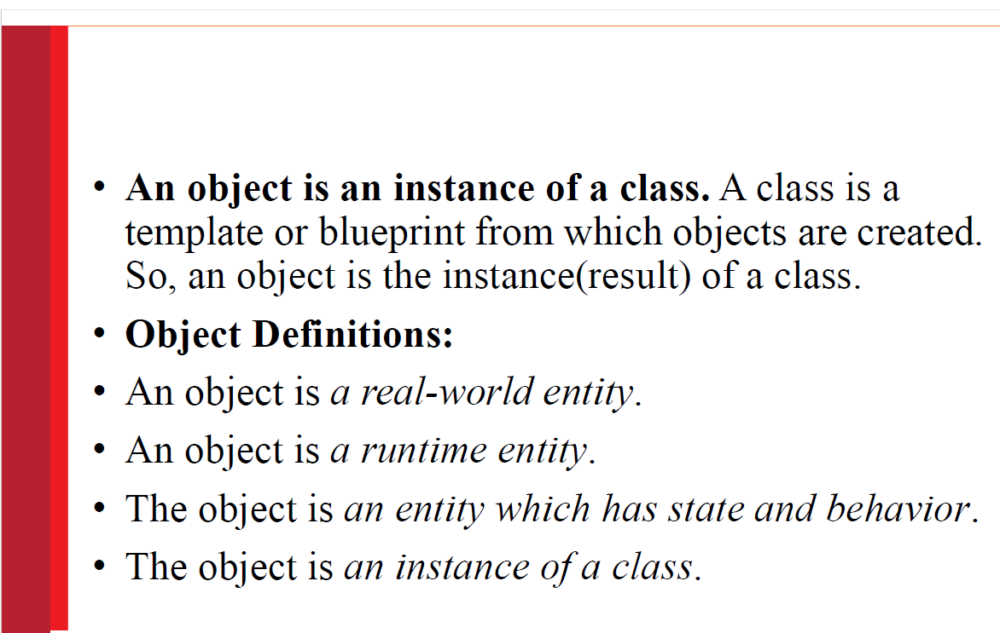 • An object is an instance of a class. A class is a
template or blueprint from which objects are created.
So, an object is the instance(result) of a class.
• Object Definitions:
• An object is a real-world entity.
• An object is a runtime entity.
• The object is an entity which has state and behavior.
• The object is an instance of a class.